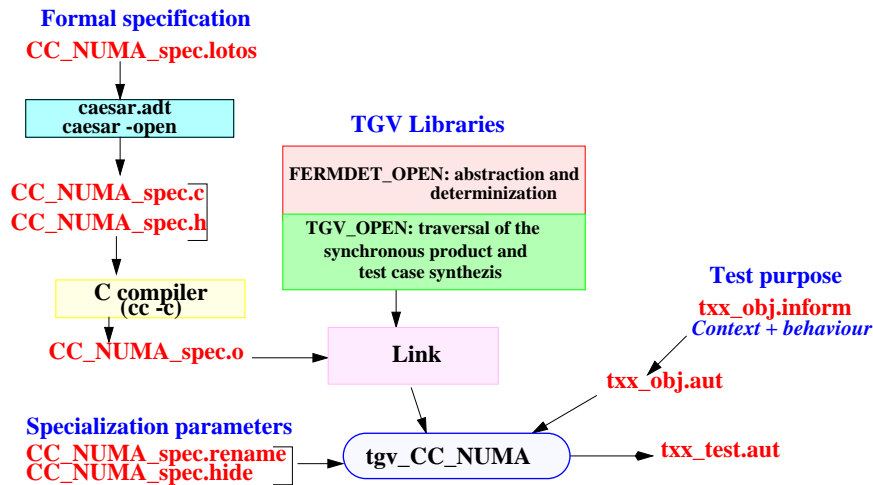 Formal specification
CC_NUMA_spec.lotos
caesar.adt
caesar -open
CC_NUMA_spec.c
CC_NUMA_spec.h
C compiler
(cc -c)
CC_NUMA_spec.o
TGV Libraries
FERMDET_OPEN: abstraction and
determinization
TGV_OPEN: traversal of the
synchronous product and
test case synthezis
Link
Test purpose
txx_obj.inform
Context + behaviour
txx_obj.aut
Specialization parameters
CC_NUMA_spec.rename
CC_NUMA_spec.hide
tgv_CC_NUMA
txx_test.aut